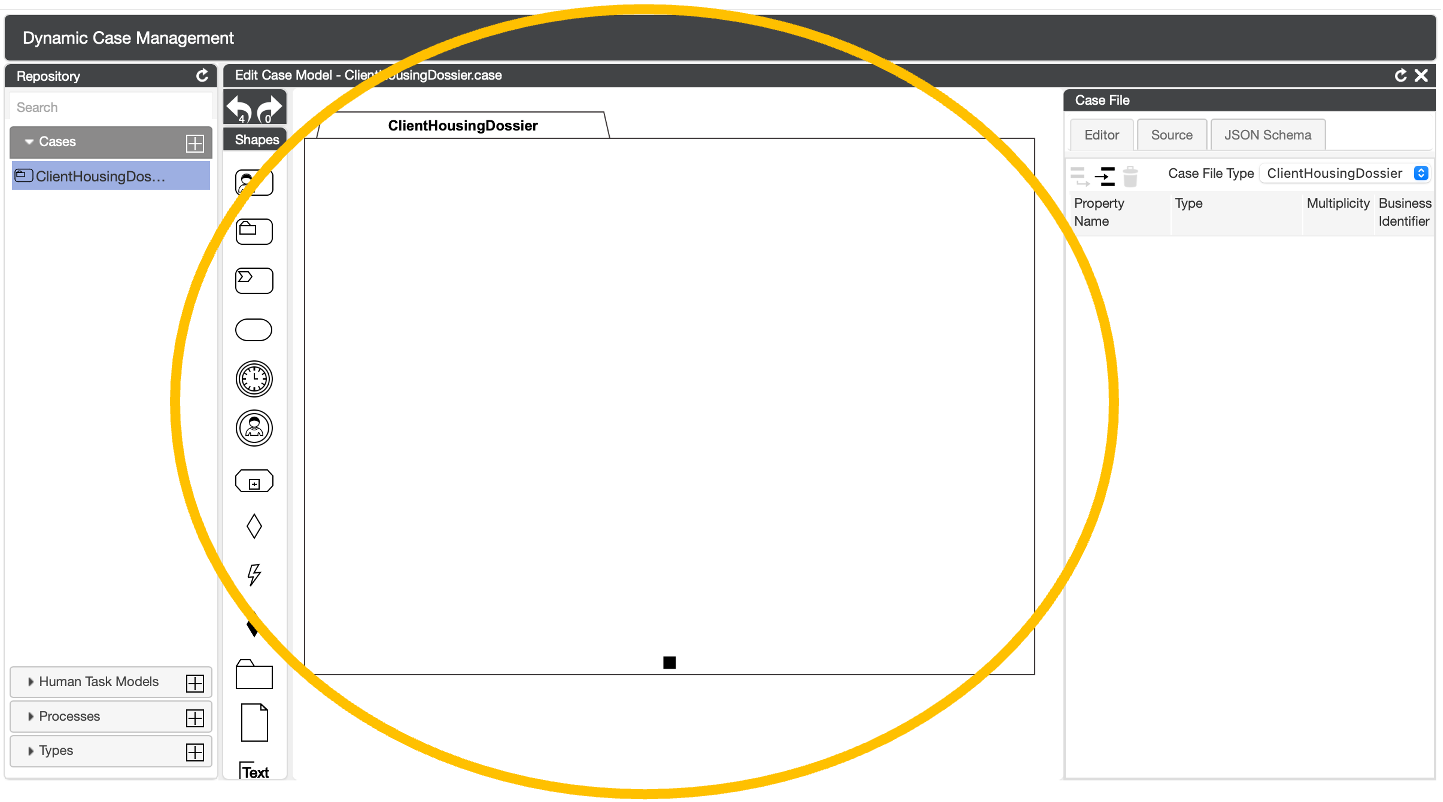 Dynamic Case Management
Repository
Search
Cases
ClientHousingDos...
Human Task Models
Processes
Types
Edit Case Model - ClientHousingDossier.case
4 0
Shapes
Text
ClientHousingDossier
Case File
Editor Source JSON Schema
Case File Type ClientHousingDossier
Property Type Multiplicity Business
Name Identifier